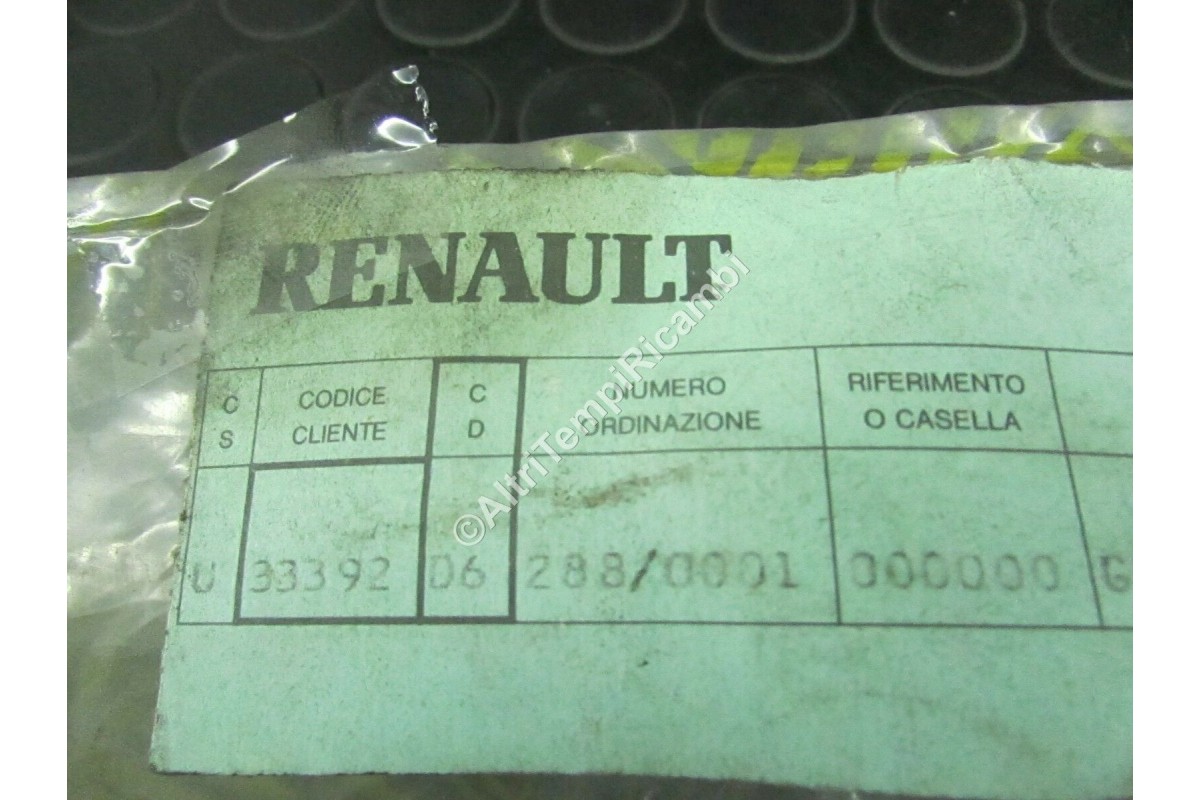 RENAULT
C S CODICE CLIENTE C D NUMERO ORDINAZIONE RIFERIMENTO O CASELLA
U 33392 D6 288/0001 000000 G
©AltriTempiRicambi